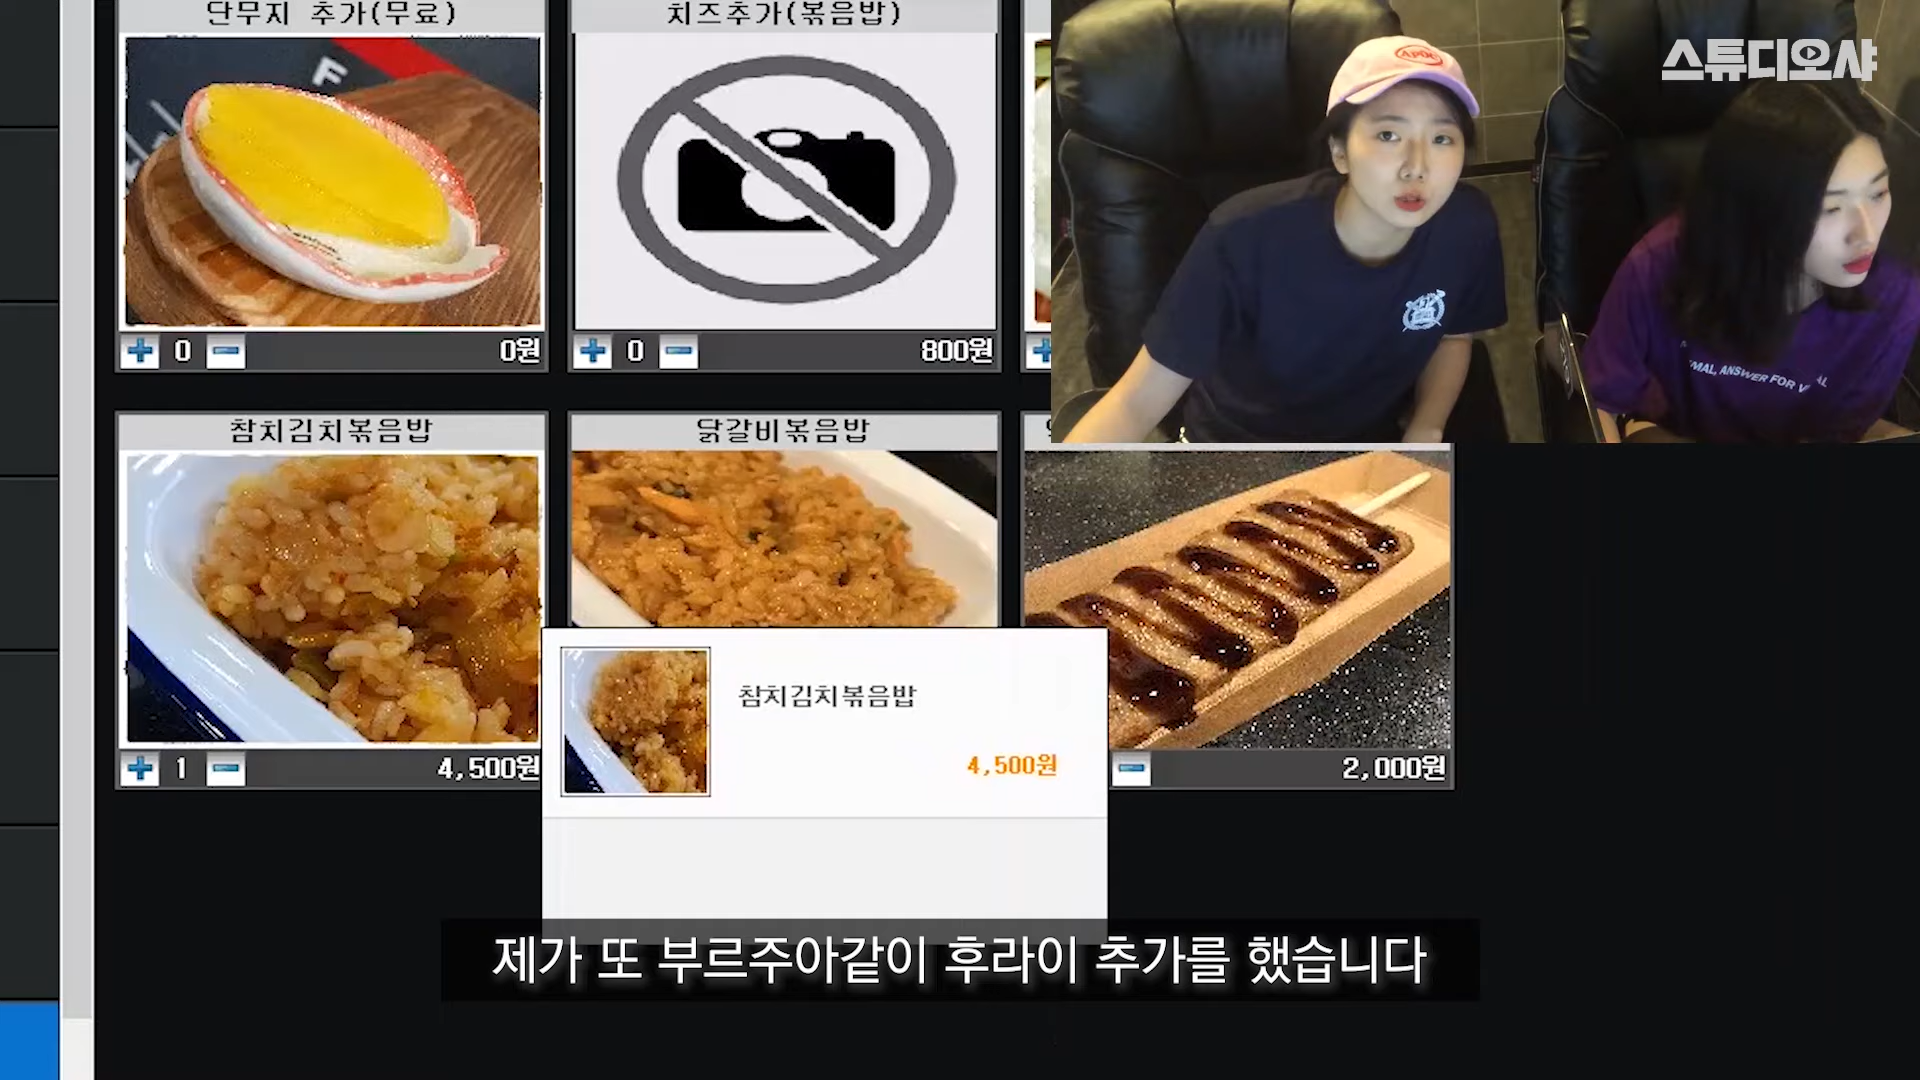 단무지 추가(무료)
치즈추가(볶음밥)
F
APOC
스튜디오샤
0
0원
0
800원
MAL, ANSWER FOR V
참치김치볶음밥
닭갈비볶음밥
참치김치볶음밥
4,500원
1
4,500원
2,000원
제가 또 부르주아같이 후라이 추가를 했습니다